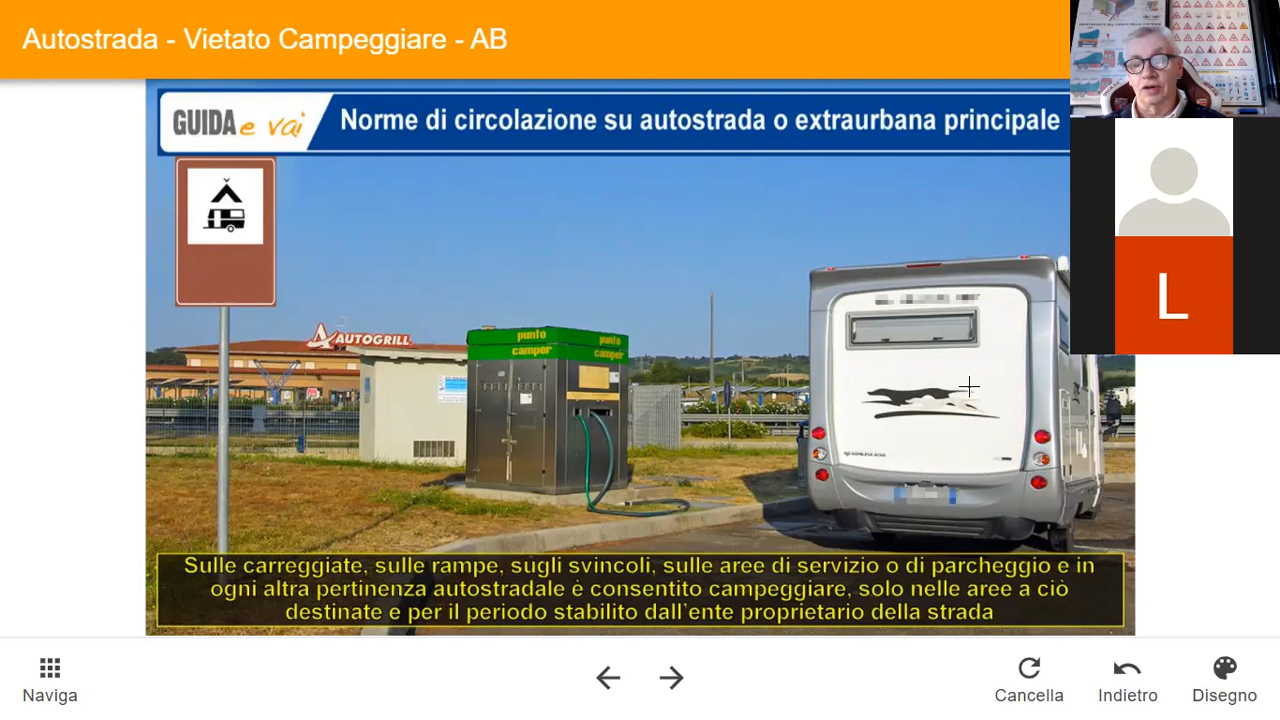 Autostrada - Vietato Campeggiare - AB
GUIDA e vai
Norme di circolazione su autostrada o extraurbana principale
AUTOGRILL
punto
camper
punto
camper
Sulle carreggiate, sulle rampe, sugli svincoli, sulle aree di servizio o di parcheggio e in
ogni altra pertinenza autostradale è consentito campeggiare, solo nelle aree a ciò
destinate e per il periodo stabilito dall'ente proprietario della strada
L
Naviga
Cancella
Indietro
Disegno